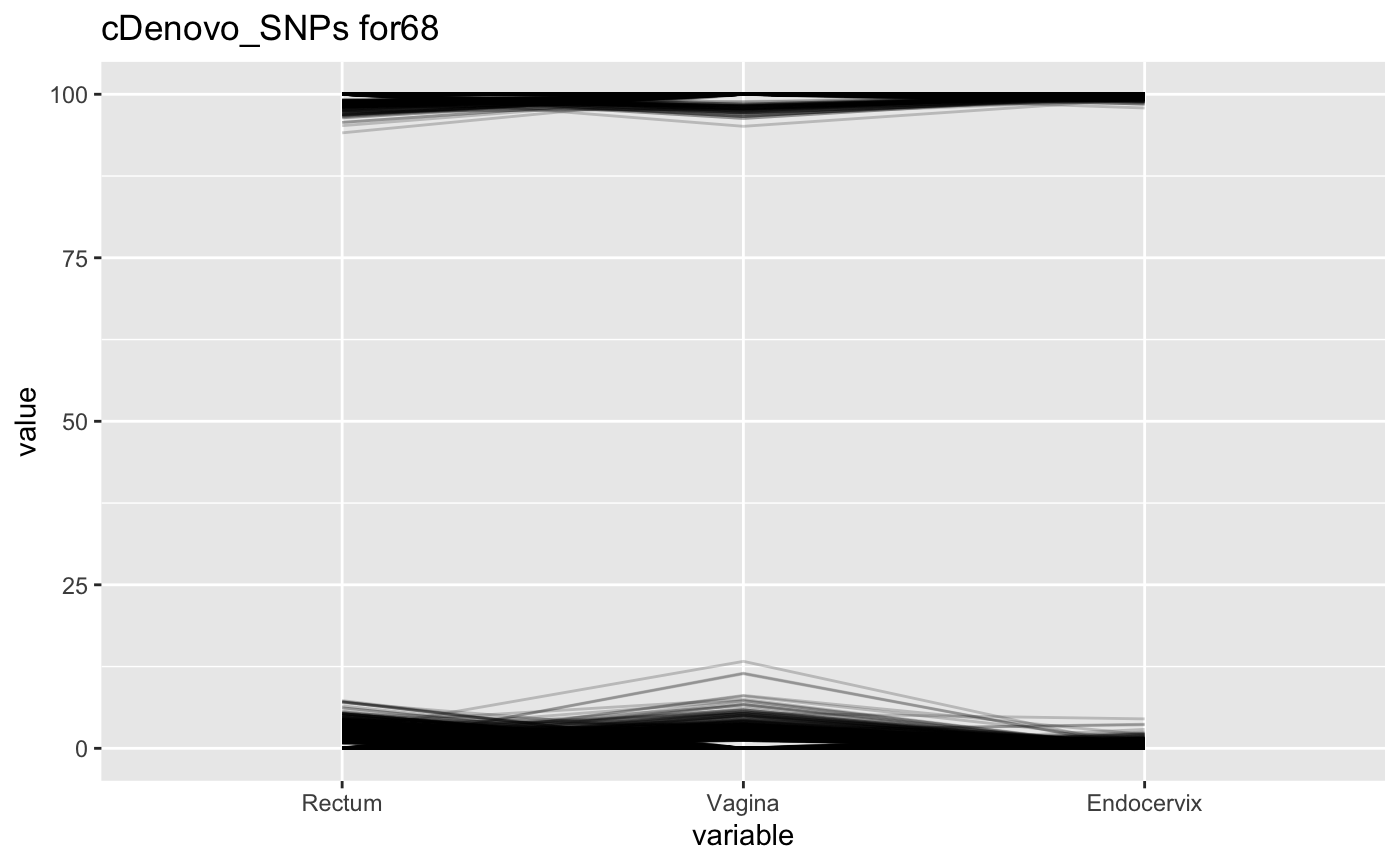 cDenovo_SNPs for68
100
75
50
25
0
value
Rectum
Vagina
Endocervix
variable